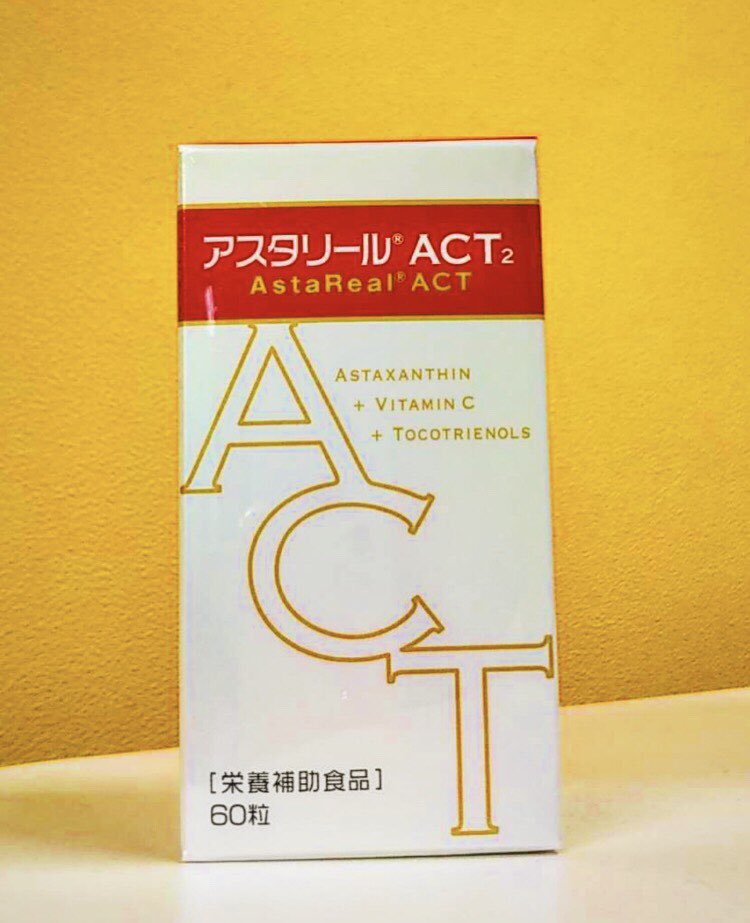 アスタリール® ACT2
AstaReal® ACT
ASTAXANTHIN
+ VITAMIN C
+ TOCOTRIENOLS
ACT
[栄養補助食品]
60粒